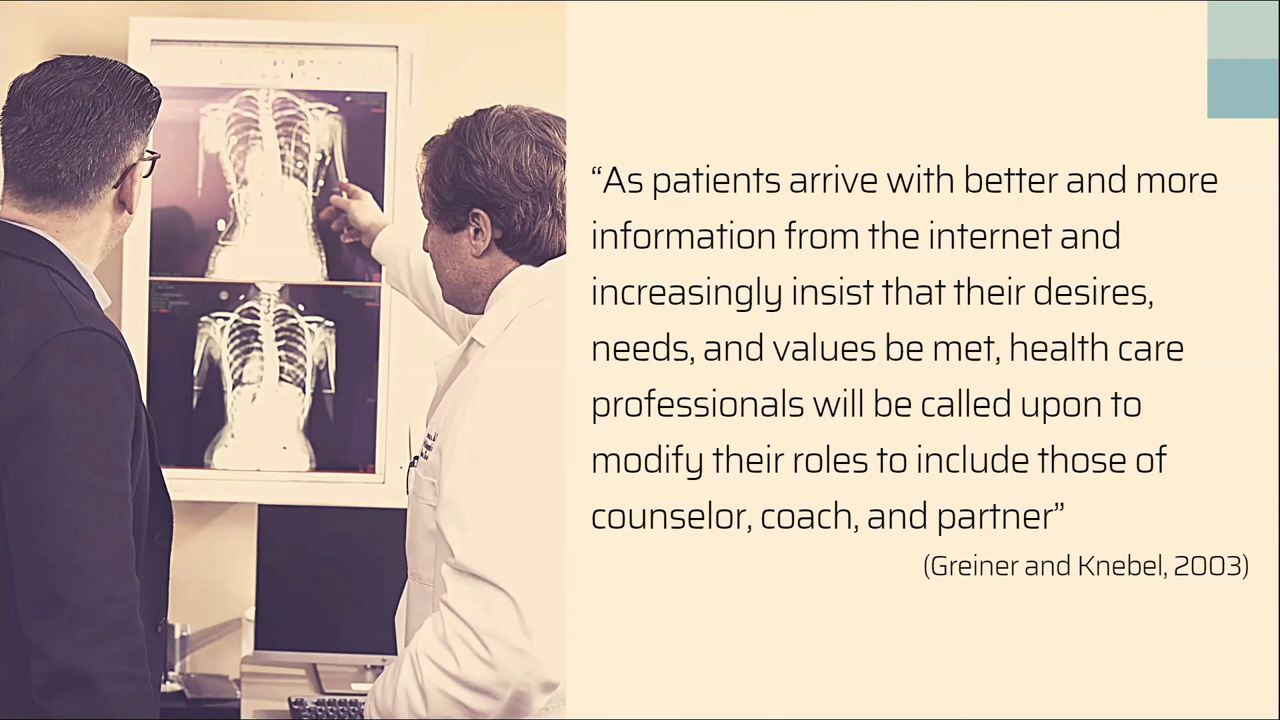 “As patients arrive with better and more
information from the internet and
increasingly insist that their desires,
needs, and values be met, health care
professionals will be called upon to
modify their roles to include those of
counselor, coach, and partner”
(Greiner and Knebel, 2003)